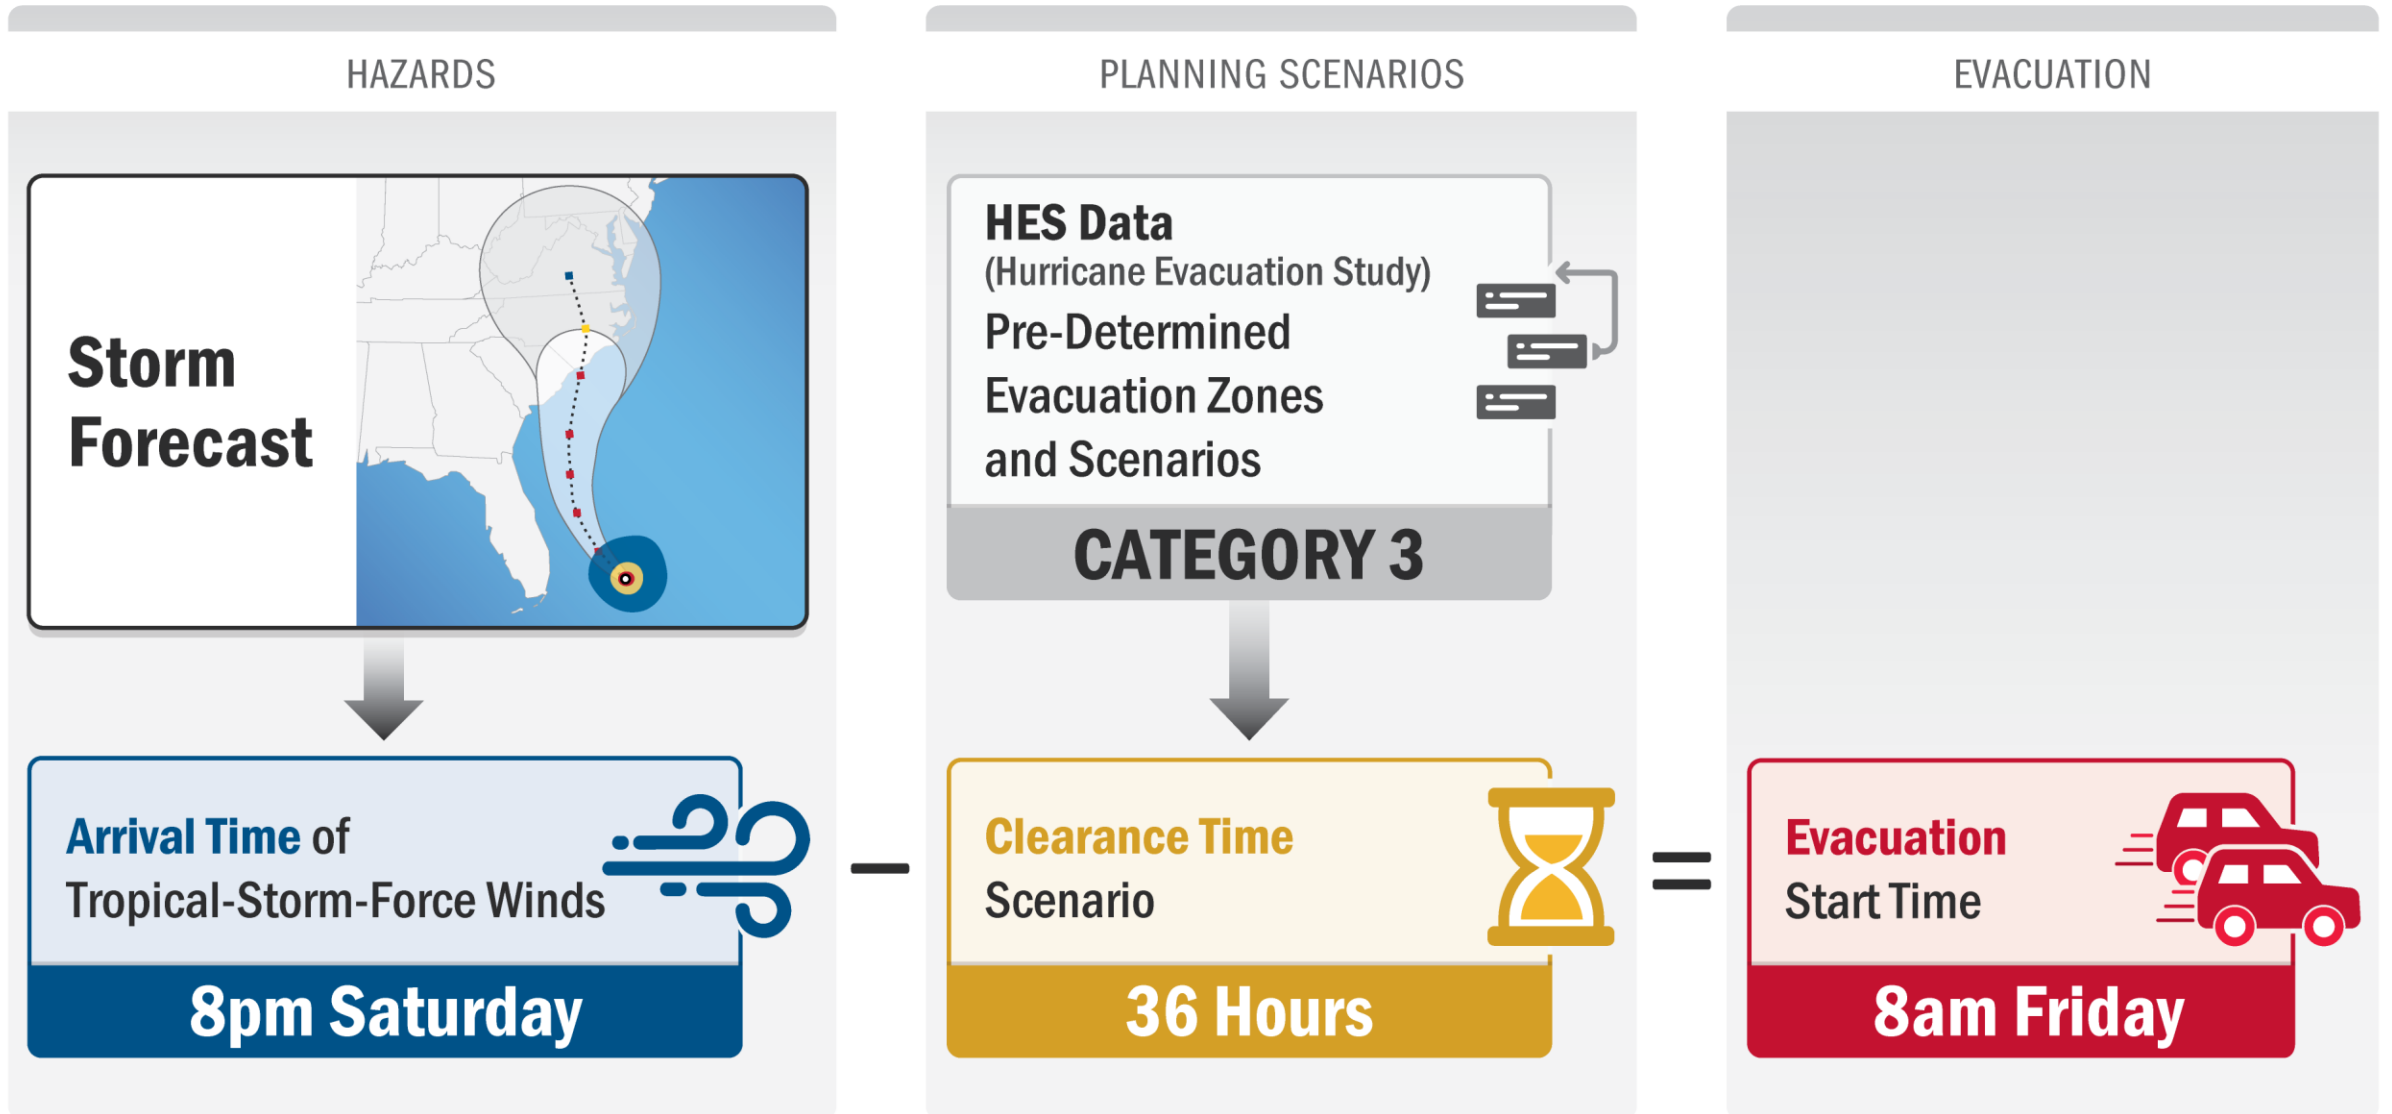 HAZARDS
Storm
Forecast
Arrival Time of
Tropical-Storm-Force Winds
8pm Saturday
–
PLANNING SCENARIOS
HES Data
(Hurricane Evacuation Study)
Pre-Determined
Evacuation Zones
and Scenarios
CATEGORY 3
Clearance Time
Scenario
36 Hours
=
EVACUATION
Evacuation
Start Time
8am Friday